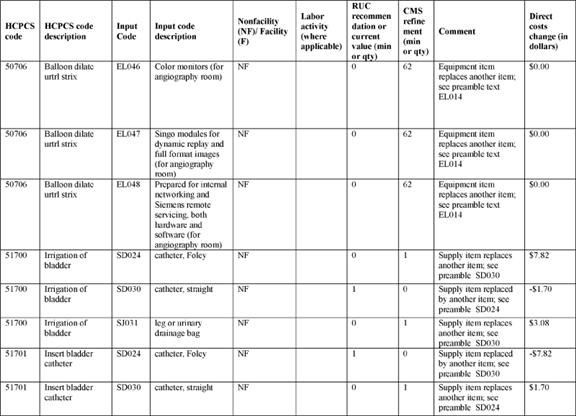 HCPCS code | HCPCS code description | Input Code | Input code description | Nonfacility (NF)/ Facility (F) | Labor activity (where applicable) | RUC recommen dation or current value (min or qty) | CMS refine ment (min or qty) | Comment | Direct costs change (in dollars)
50706 | Balloon dilate urtrl strix | EL046 | Color monitors (for angiography room) | NF | | 0 | 62 | Equipment item replaces another item; see preamble text EL014 | $0.00
50706 | Balloon dilate urtrl strix | EL047 | Singo modules for dynamic replay and full format images (for angiography room) | NF | | 0 | 62 | Equipment item replaces another item; see preamble text EL014 | $0.00
50706 | Balloon dilate urtrl strix | EL048 | Prepared for internal networking and Siemens remote servicing, both hardware and software (for angiography room) | NF | | 0 | 62 | Equipment item replaces another item; see preamble text EL014 | $0.00
51700 | Irrigation of bladder | SD024 | catheter, Foley | NF | | 0 | 1 | Supply item replaces another item; see preamble SD030 | $7.82
51700 | Irrigation of bladder | SD030 | catheter, straight | NF | | 1 | 0 | Supply item replaced by another item; see preamble SD024 | -$1.70
51700 | Irrigation of bladder | SJ031 | leg or urinary drainage bag | NF | | 0 | 1 | Supply item replaces another item; see preamble SD030 | $3.08
51701 | Insert bladder catheter | SD024 | catheter, Foley | NF | | 1 | 0 | Supply item replaced by another item; see preamble SD030 | -$7.82
51701 | Insert bladder catheter | SD030 | catheter, straight | NF | | 0 | 1 | Supply item replaces another item; see preamble SD024 | $1.70